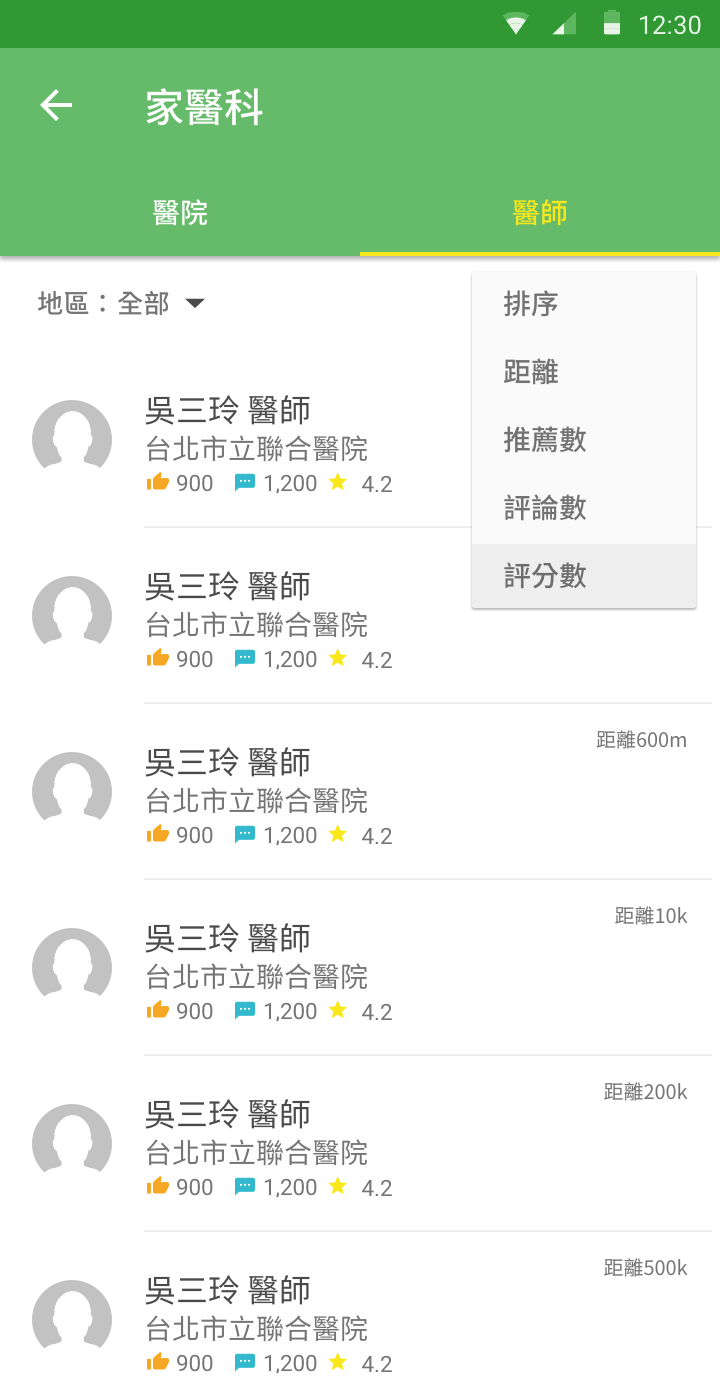 12:30
家醫科
醫院
醫師
地區：全部
排序
距離
推薦數
評論數
評分數
吳三玲 醫師
台北市立聯合醫院
900 1,200 4.2
吳三玲 醫師
台北市立聯合醫院
900 1,200 4.2
距離600m
吳三玲 醫師
台北市立聯合醫院
900 1,200 4.2
距離10k
吳三玲 醫師
台北市立聯合醫院
900 1,200 4.2
距離200k
吳三玲 醫師
台北市立聯合醫院
900 1,200 4.2
距離500k
吳三玲 醫師
台北市立聯合醫院
900 1,200 4.2